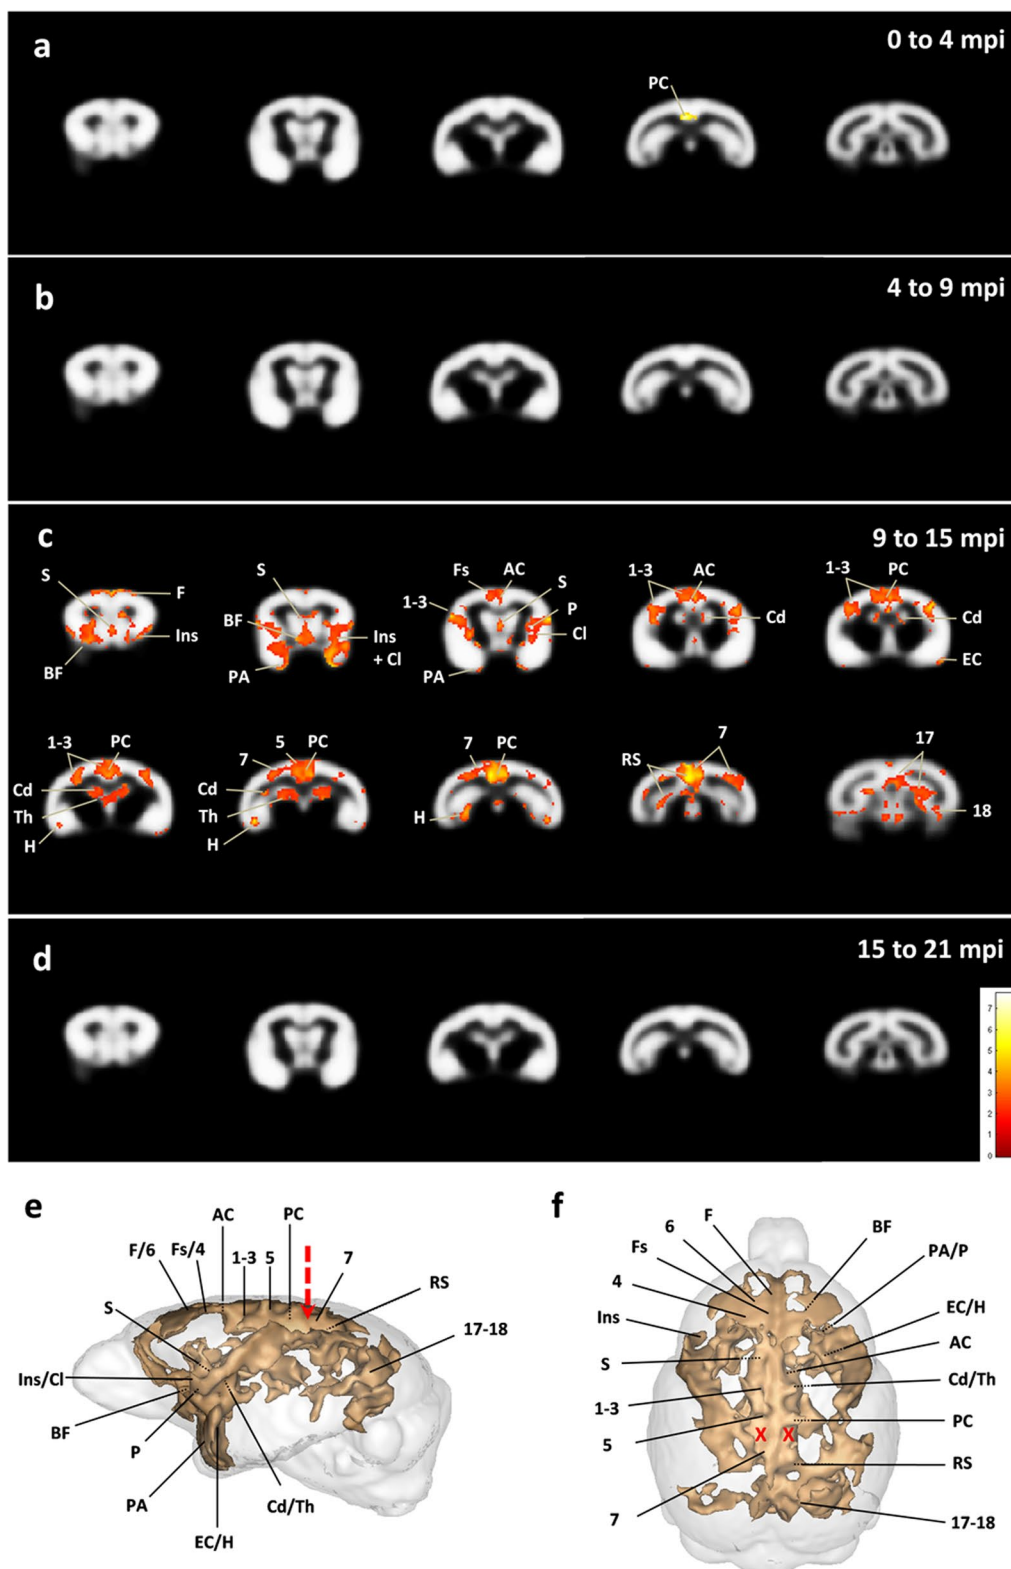 a
0 to 4 mpi
PC
b
4 to 9 mpi
c
9 to 15 mpi
S
F
BF
Ins
S
BF
Ins
+ Cl
PA
Fs
AC
S
1-3
P
Cl
PA
1-3
AC
Cd
1-3
PC
Cd
EC
1-3
PC
Cd
Th
H
5
PC
7
Cd
Th
H
7
PC
H
7
RS
17
18
d
15 to 21 mpi
7
6
5
4
3
2
1
0
e
AC
PC
F/6
Fs/4
1-3
5
7
RS
S
17-18
Ins/Cl
BF
P
PA
Cd/Th
EC/H
f
F
6
BF
Fs
PA/P
4
EC/H
Ins
AC
S
Cd/Th
1-3
PC
5
X X
RS
7
17-18